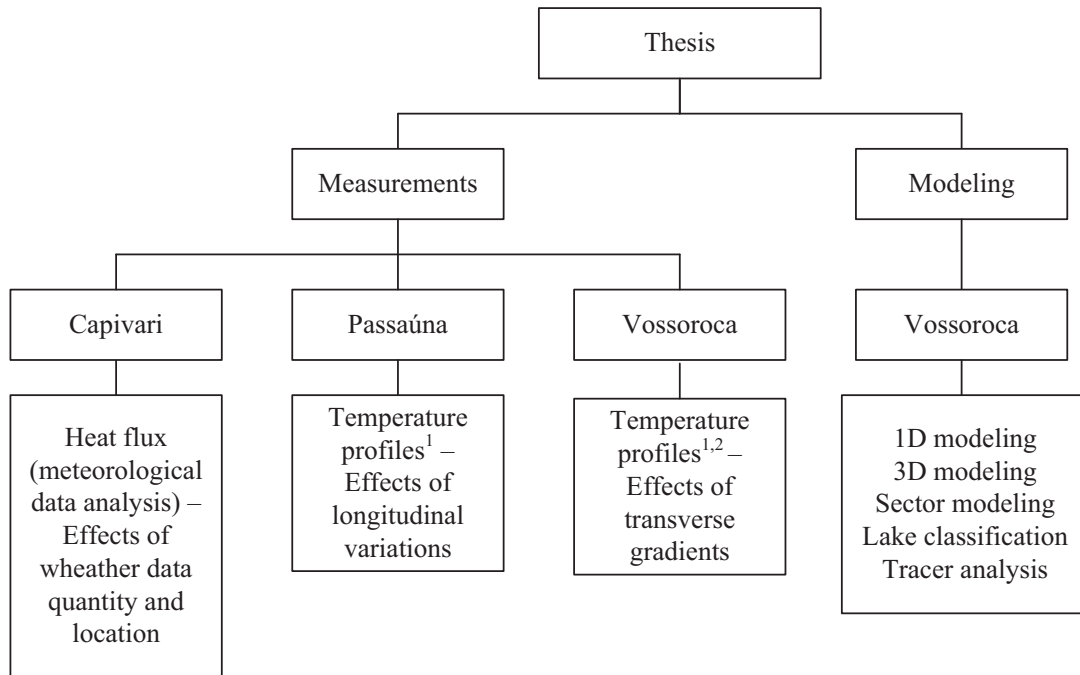 Thesis
Measurements
Modeling
Capivari
Passaúna
Vossoroca
Vossoroca
Heat flux
(meteorological
data analysis) –
Effects of
wheather data
quantity and
location
Temperature
profiles1 –
Effects of
longitudinal
variations
Temperature
profiles1,2 –
Effects of
transverse
gradients
1D modeling
3D modeling
Sector modeling
Lake classification
Tracer analysis